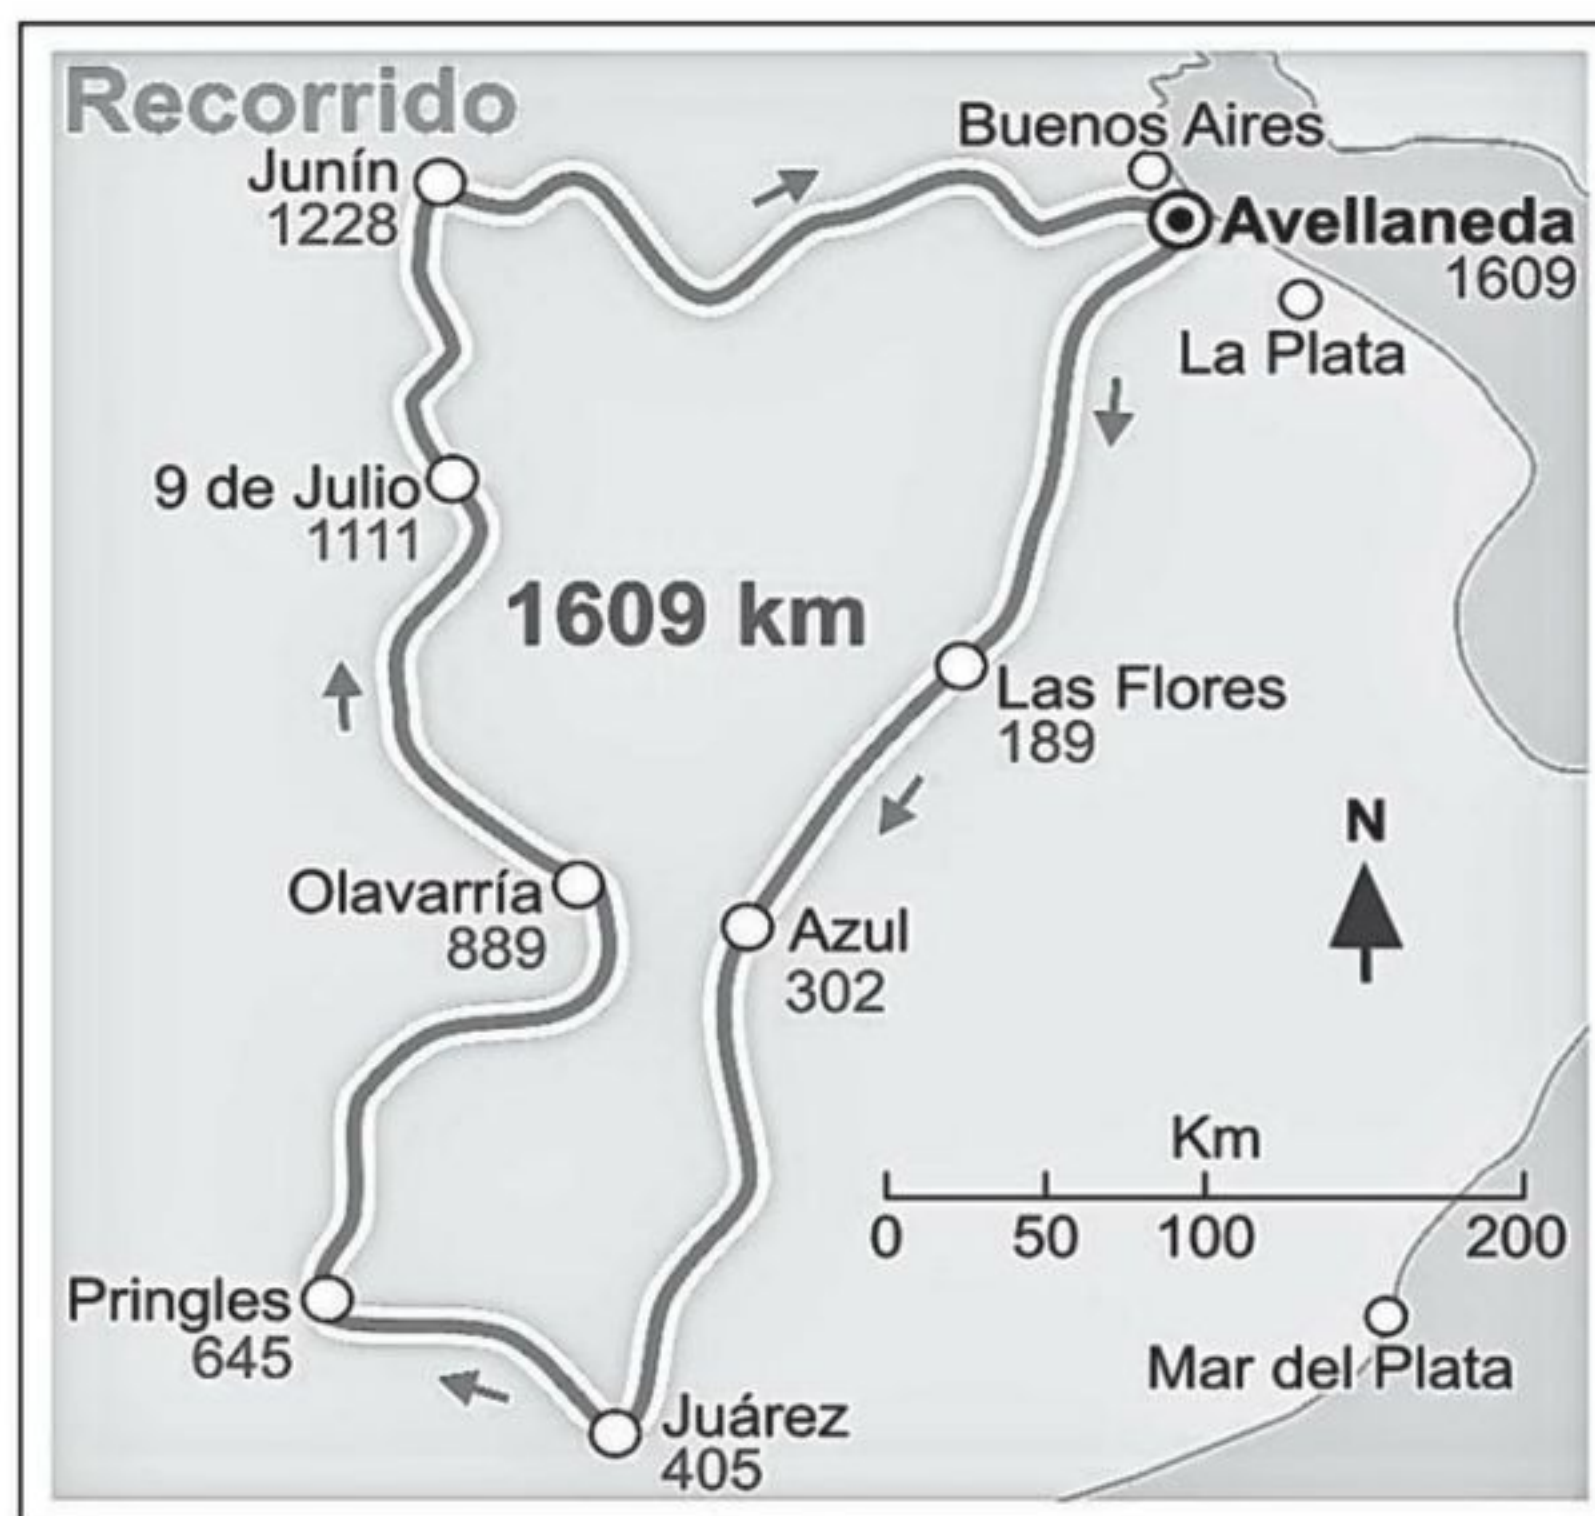 Recorrido
Buenos Aires
Junín
1228
Avellaneda
1609
La Plata
9 de Julio
1111
1609 km
Las Flores
189
N
Olavarría
889
Azul
302
Km
0 50 100 200
Pringles
645
Mar del Plata
Juárez
405